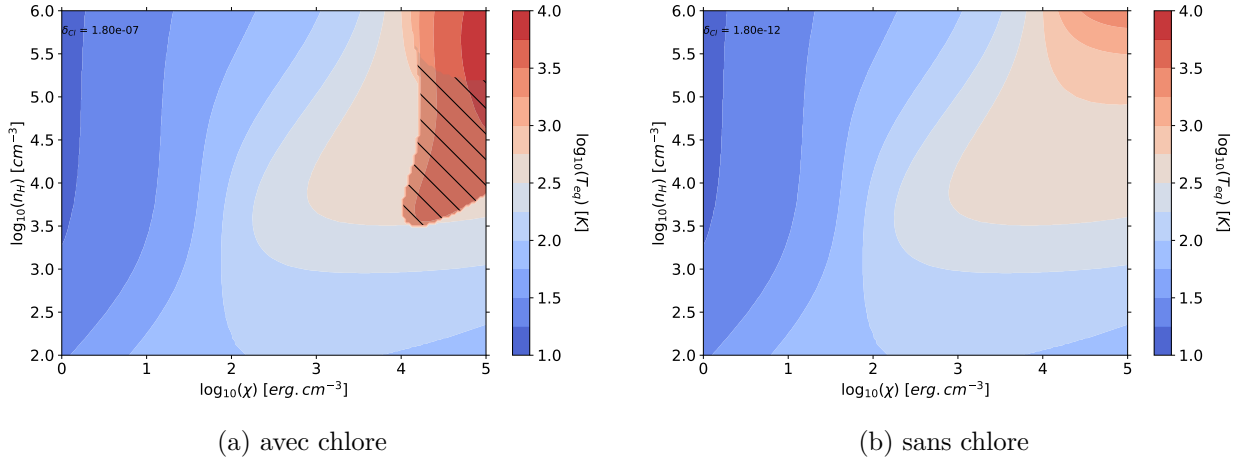 6.0
5.5
5.0
4.5
4.0
3.5
3.0
2.5
2.0
log10(nH) [cm−3]
δCl = 1.80e-07
0 1 2 3 4 5
log10(χ) [erg. cm−3]
4.0
3.5
3.0
2.5
2.0
1.5
1.0
log10(Teq) [K]
(a) avec chlore
6.0
5.5
5.0
4.5
4.0
3.5
3.0
2.5
2.0
log10(nH) [cm−3]
δCl = 1.80e-12
0 1 2 3 4 5
log10(χ) [erg. cm−3]
4.0
3.5
3.0
2.5
2.0
1.5
1.0
log10(Teq) [K]
(b) sans chlore